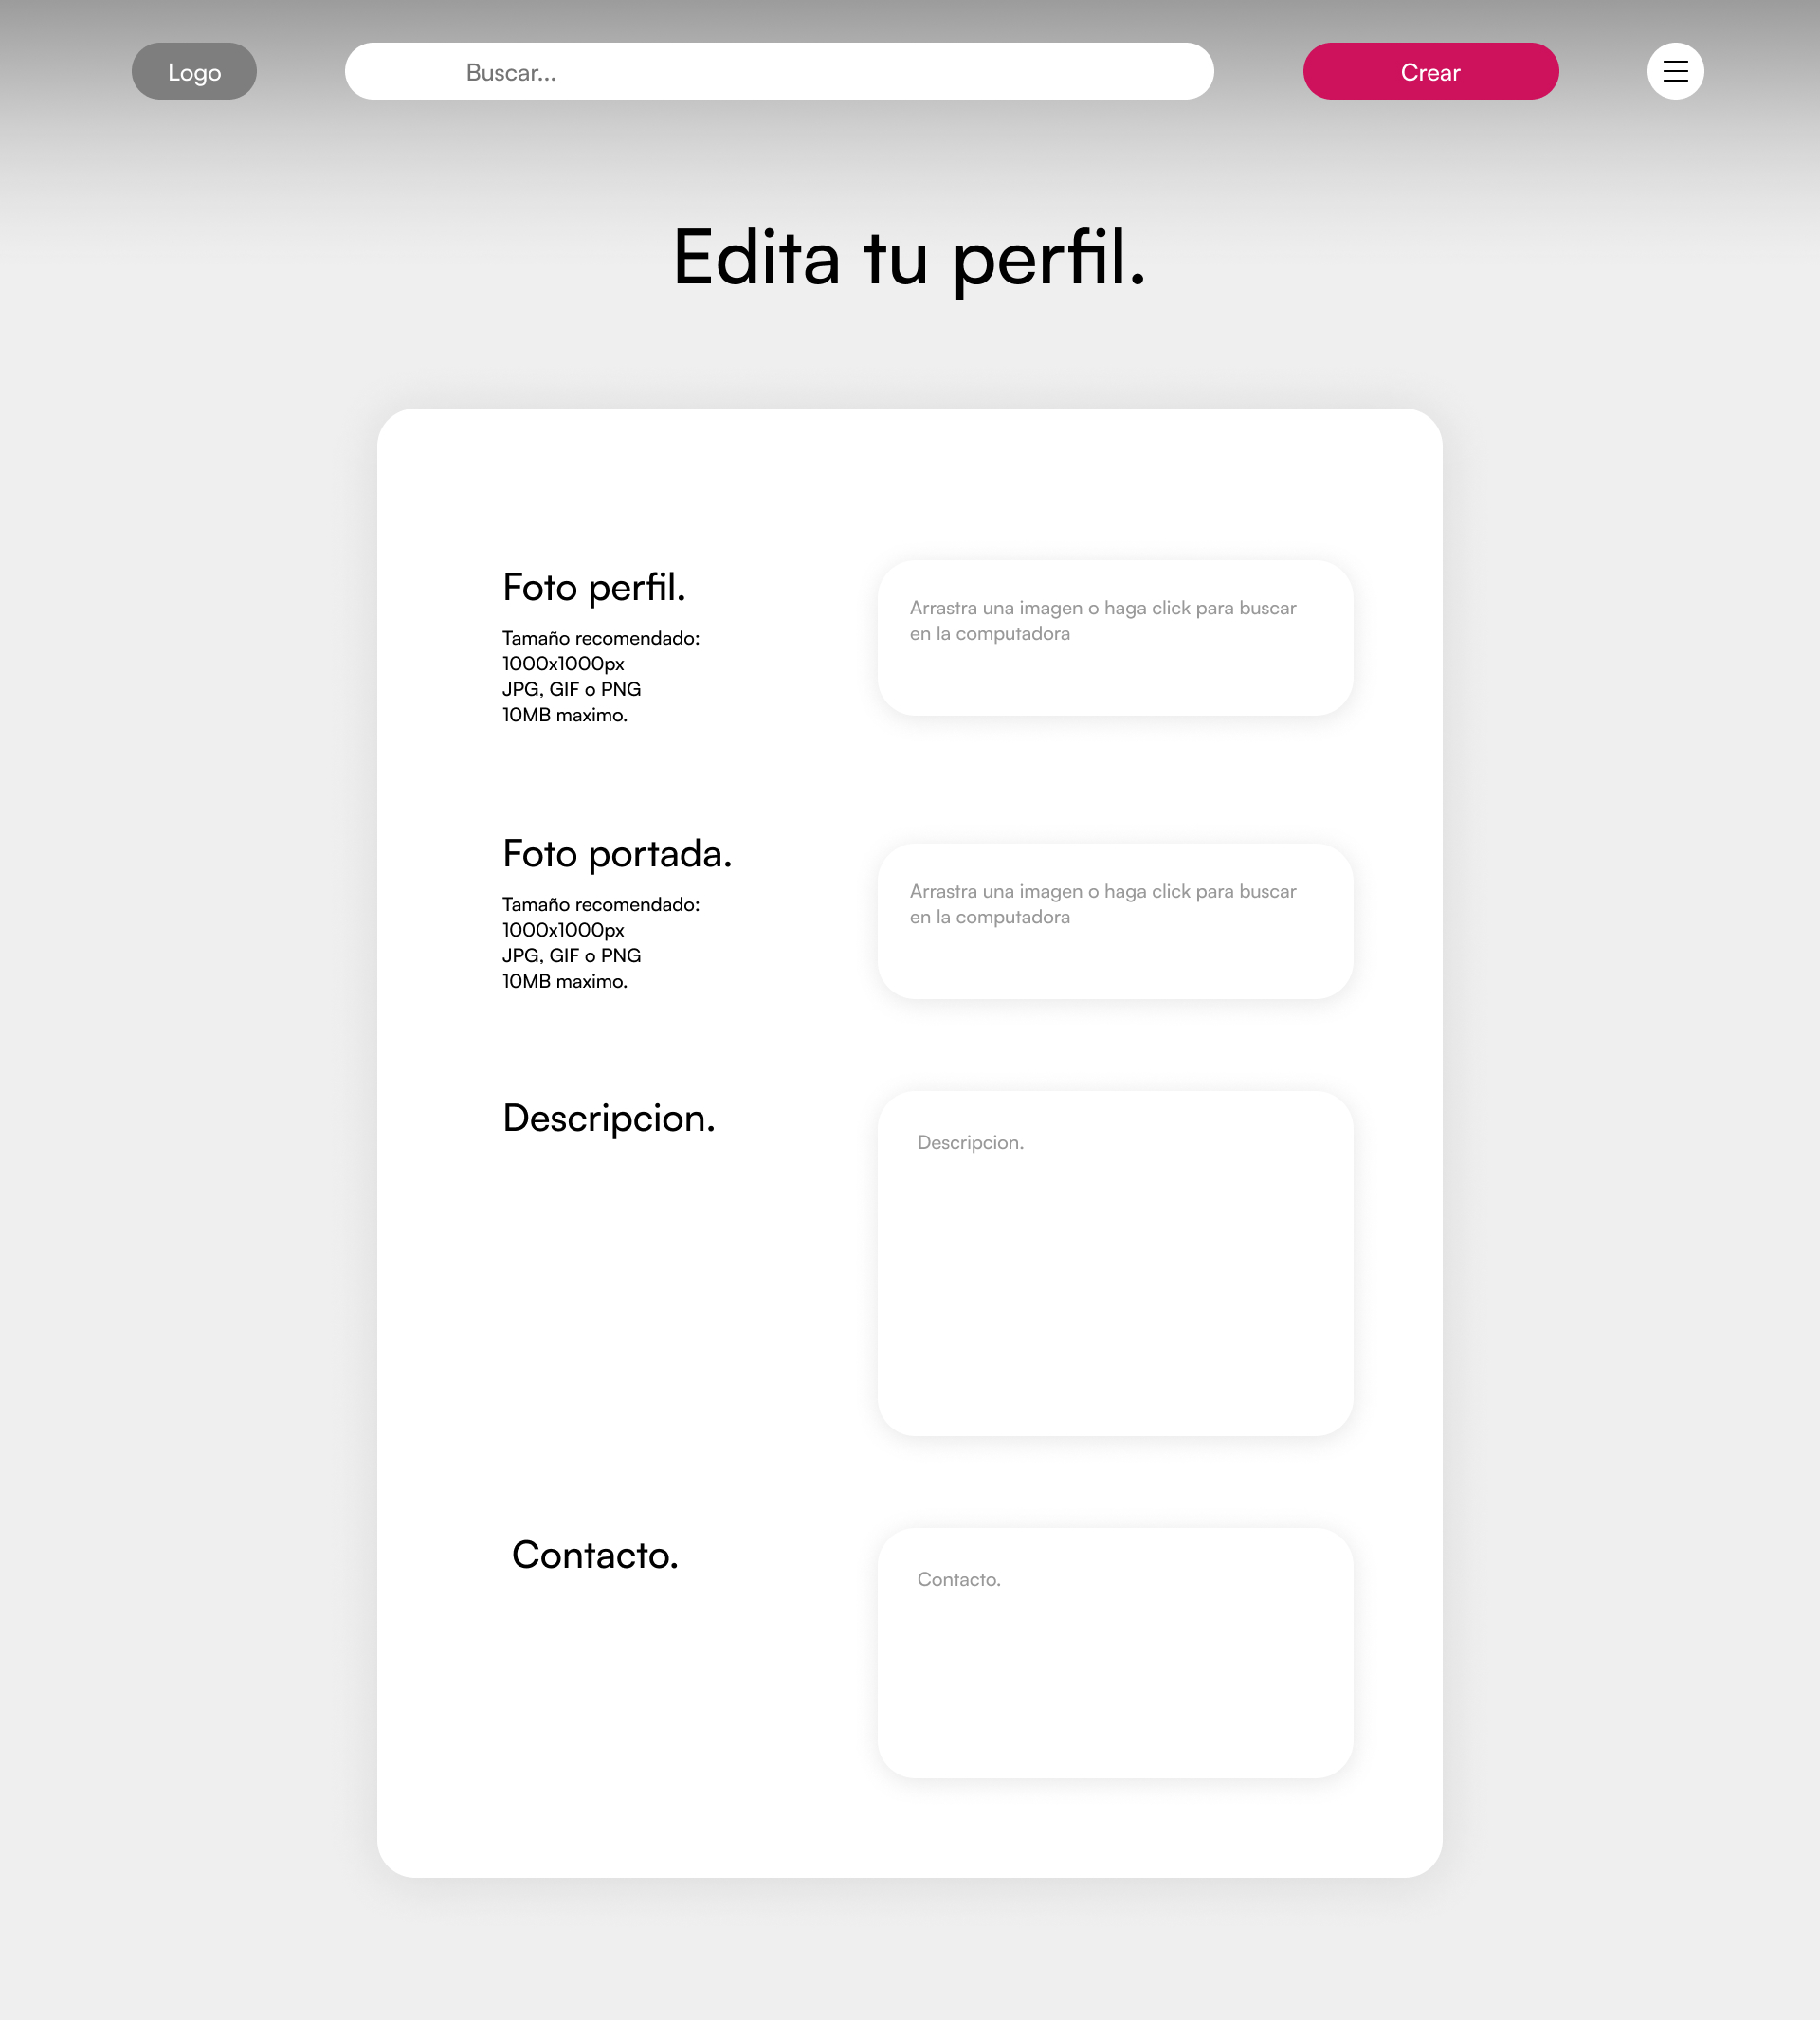 Logo
Buscar...
Crear
Edita tu perfil.
Foto perfil.
Tamaño recomendado:
1000x1000px
JPG, GIF o PNG
10MB maximo.
Arrastra una imagen o haga click para buscar
en la computadora
Foto portada.
Tamaño recomendado:
1000x1000px
JPG, GIF o PNG
10MB maximo.
Arrastra una imagen o haga click para buscar
en la computadora
Descripcion.
Descripcion.
Contacto.
Contacto.